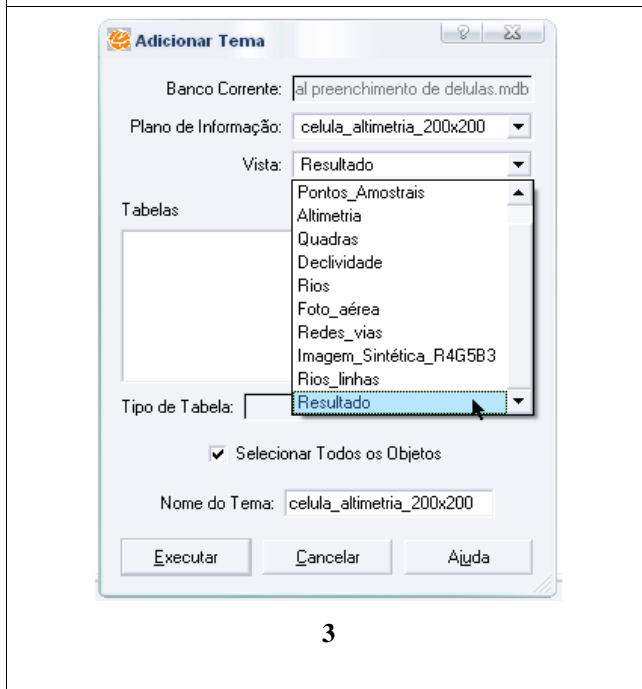 Adicionar Tema
Banco Corrente: al preenchimento de delulas.mdb
Plano de Informação: celula_altimetria_200x200
Vista: Resultado
Tabelas
Pontos_Amostrais
Altimetria
Quadras
Declividade
Rios
Foto_aérea
Redes_vias
Imagem_Sintética_R4G5B3
Rios_linhas
Resultado
Tipo de Tabela:
Selecionar Todos os Objetos
Nome do Tema: celula_altimetria_200x200
Executar Cancelar Ajuda
3